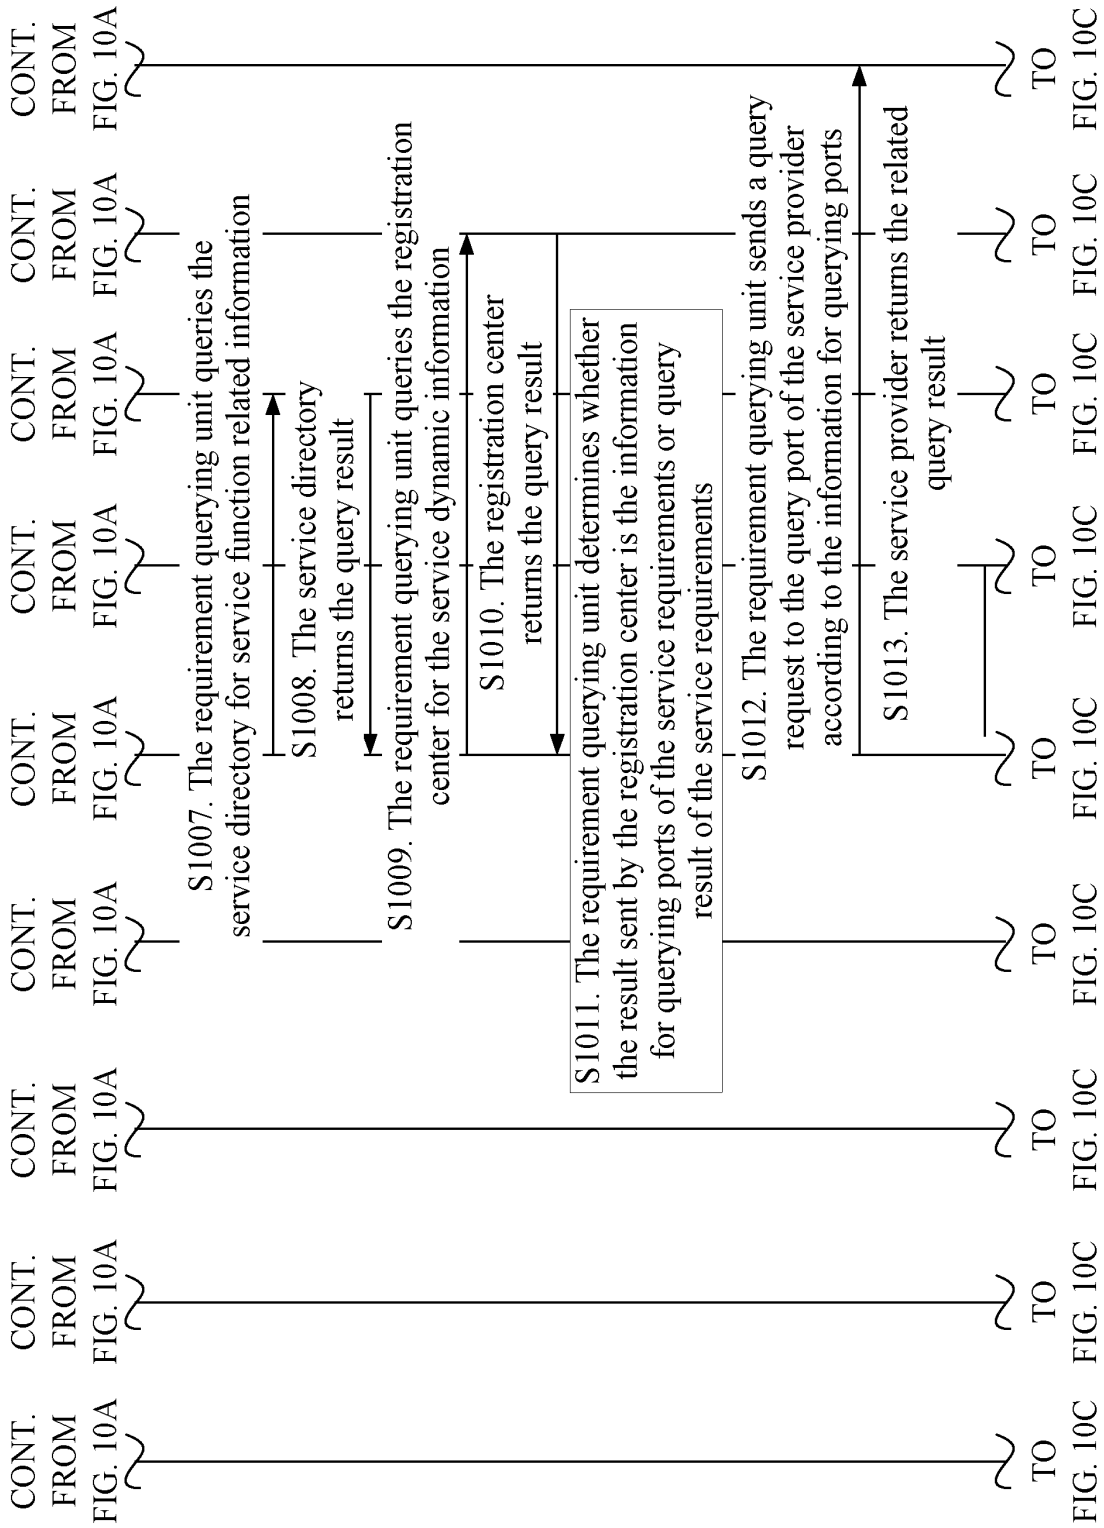 CONT.
FROM
FIG. 10A
CONT.
FROM
FIG. 10A
CONT.
FROM
FIG. 10A
CONT.
FROM
FIG. 10A
CONT.
FROM
FIG. 10A
CONT.
FROM
FIG. 10A
CONT.
FROM
FIG. 10A
CONT.
FROM
FIG. 10A
CONT.
FROM
FIG. 10A
S1007. The requirement querying unit queries the
service directory for service function related information
S1008. The service directory
returns the query result
S1009. The requirement querying unit queries the registration
center for the service dynamic information
S1010. The registration center
returns the query result
S1011. The requirement querying unit determines whether
the result sent by the registration center is the information
for querying ports of the service requirements or query
result of the service requirements
S1012. The requirement querying unit sends a query
request to the query port of the service provider
according to the information for querying ports
S1013. The service provider returns the related
query result
TO
FIG. 10C
TO
FIG. 10C
TO
FIG. 10C
TO
FIG. 10C
TO
FIG. 10C
TO
FIG. 10C
TO
FIG. 10C
TO
FIG. 10C
TO
FIG. 10C